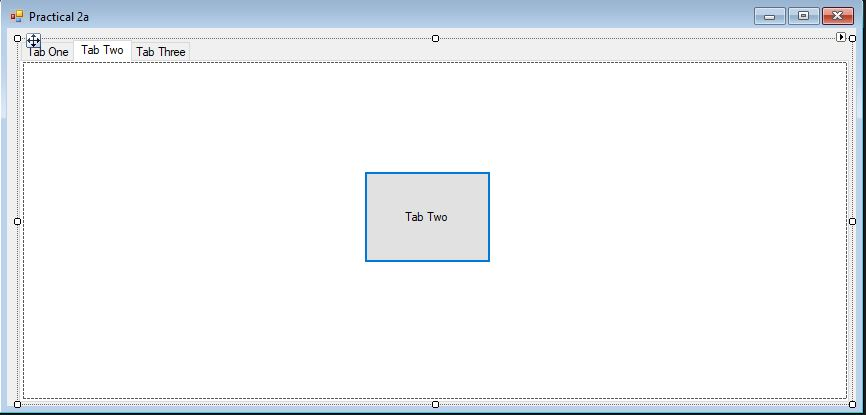 Practical 2a
Tab One Tab Two Tab Three
Tab Two